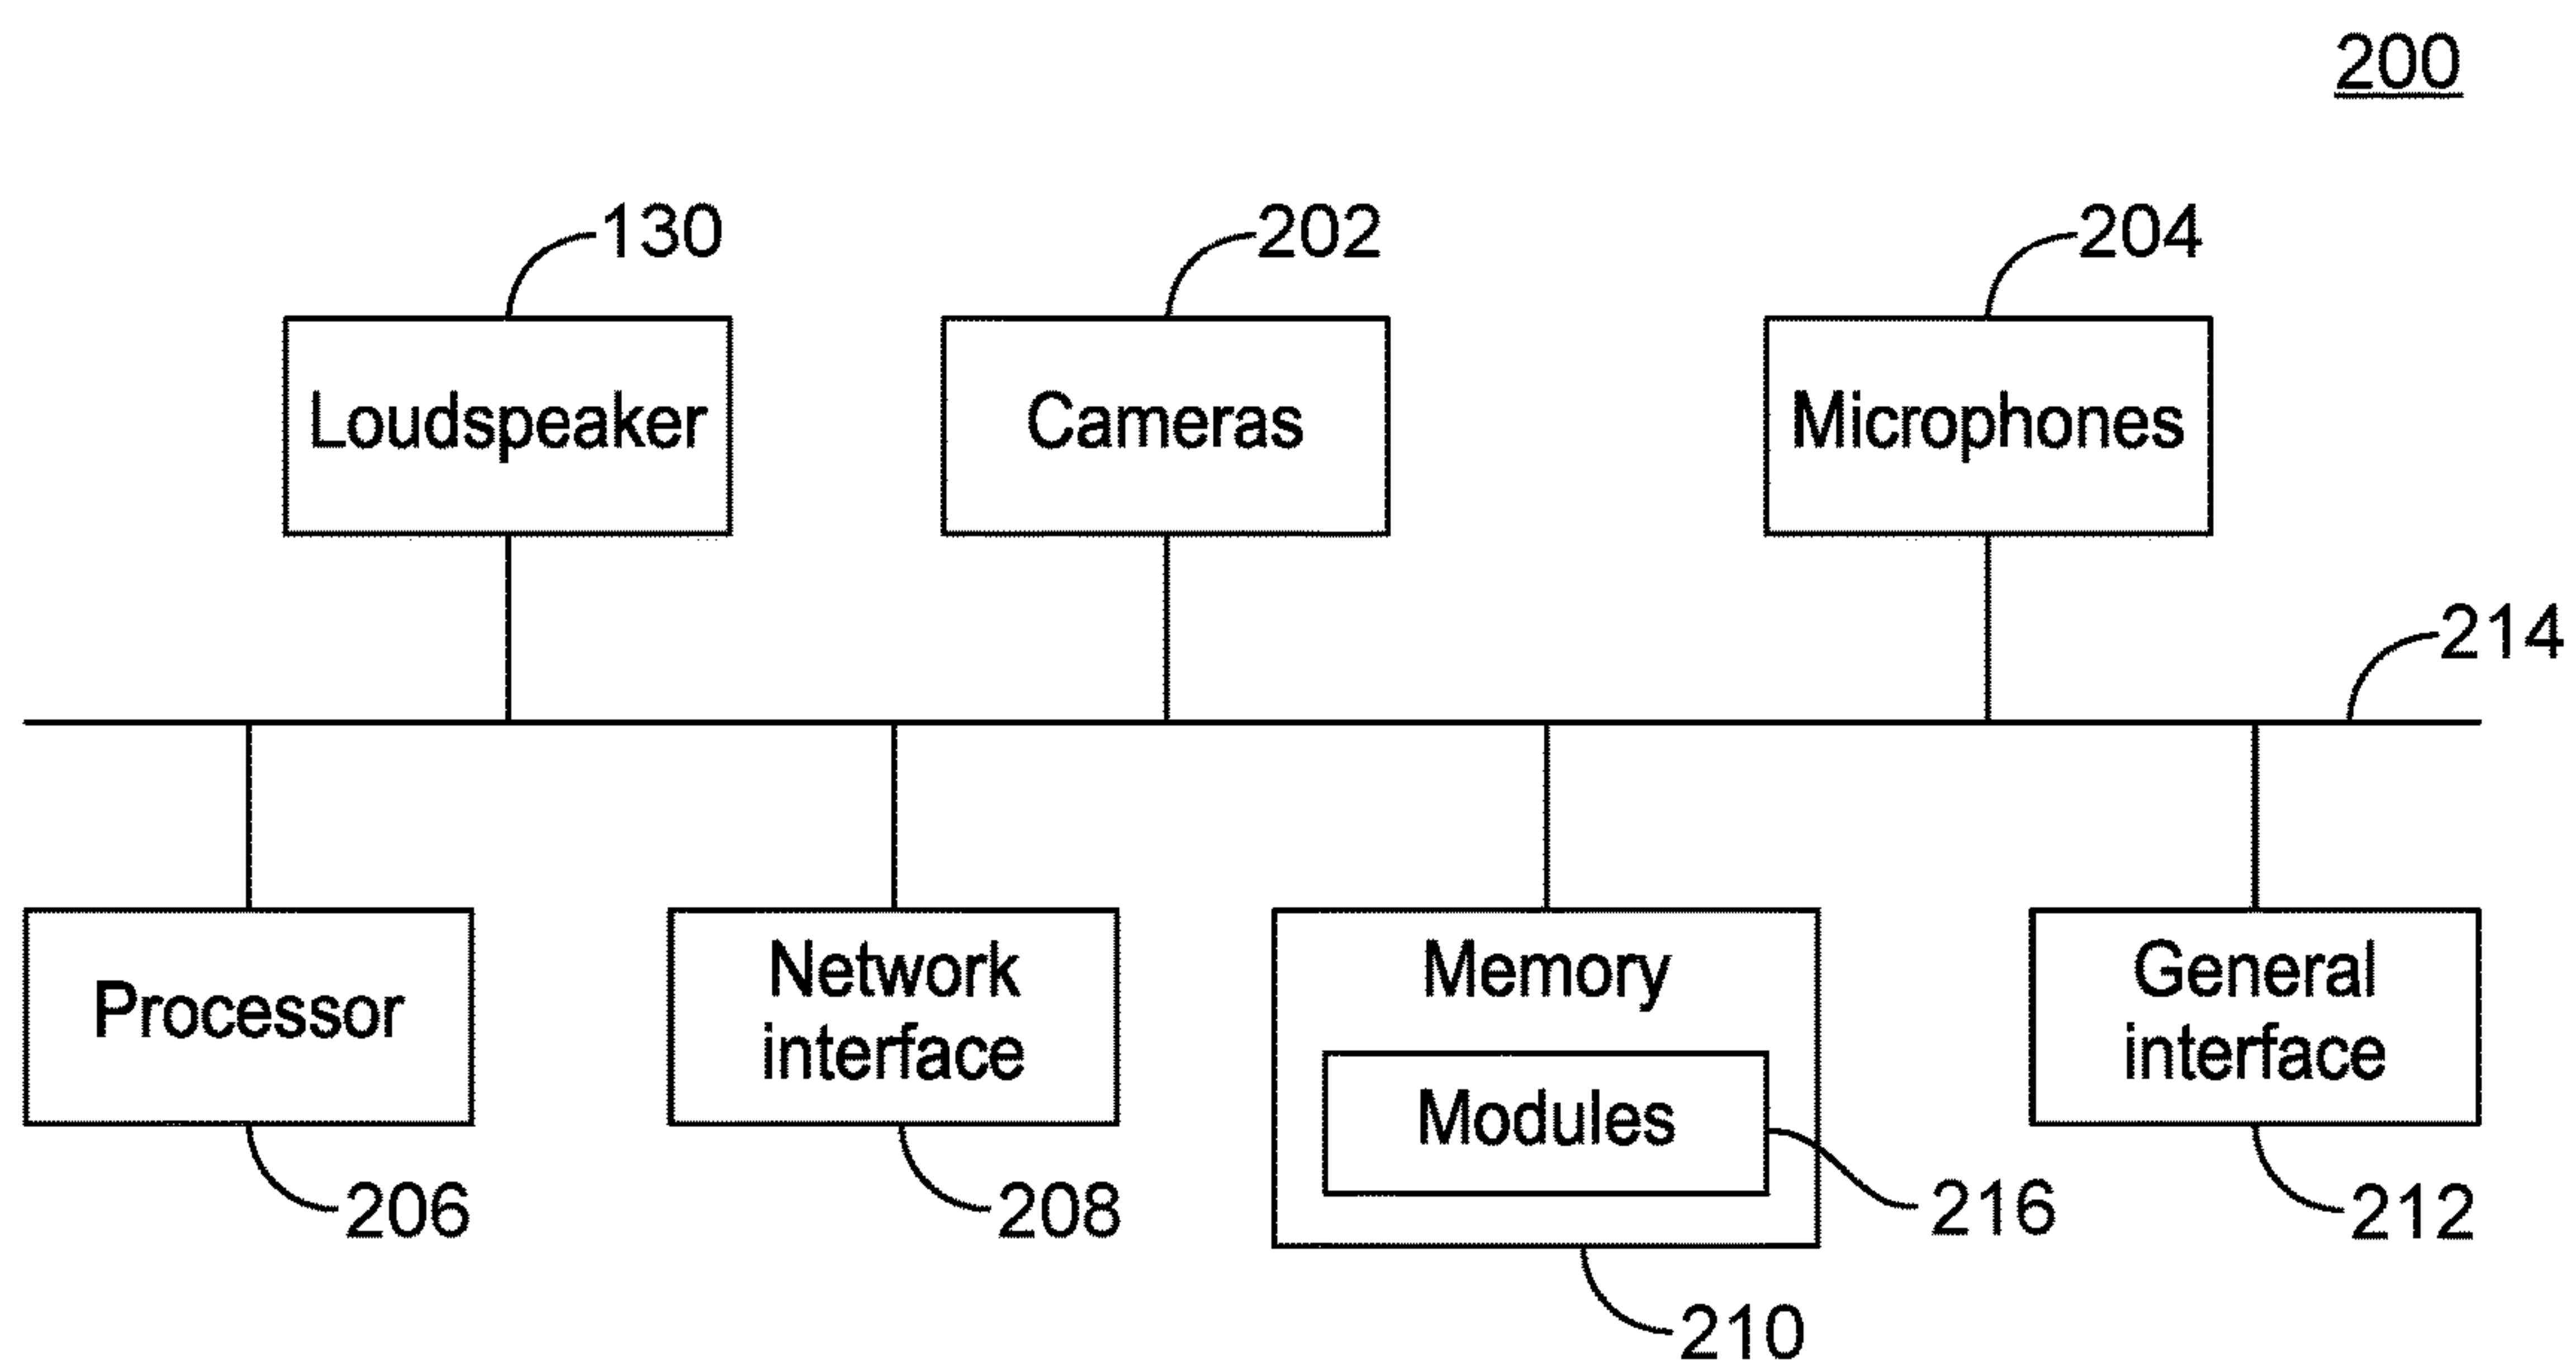 200
130
202
204
Loudspeaker
Cameras
Microphones
214
Processor
Network
interface
Memory
Modules
General
interface
206
208
216
212
210